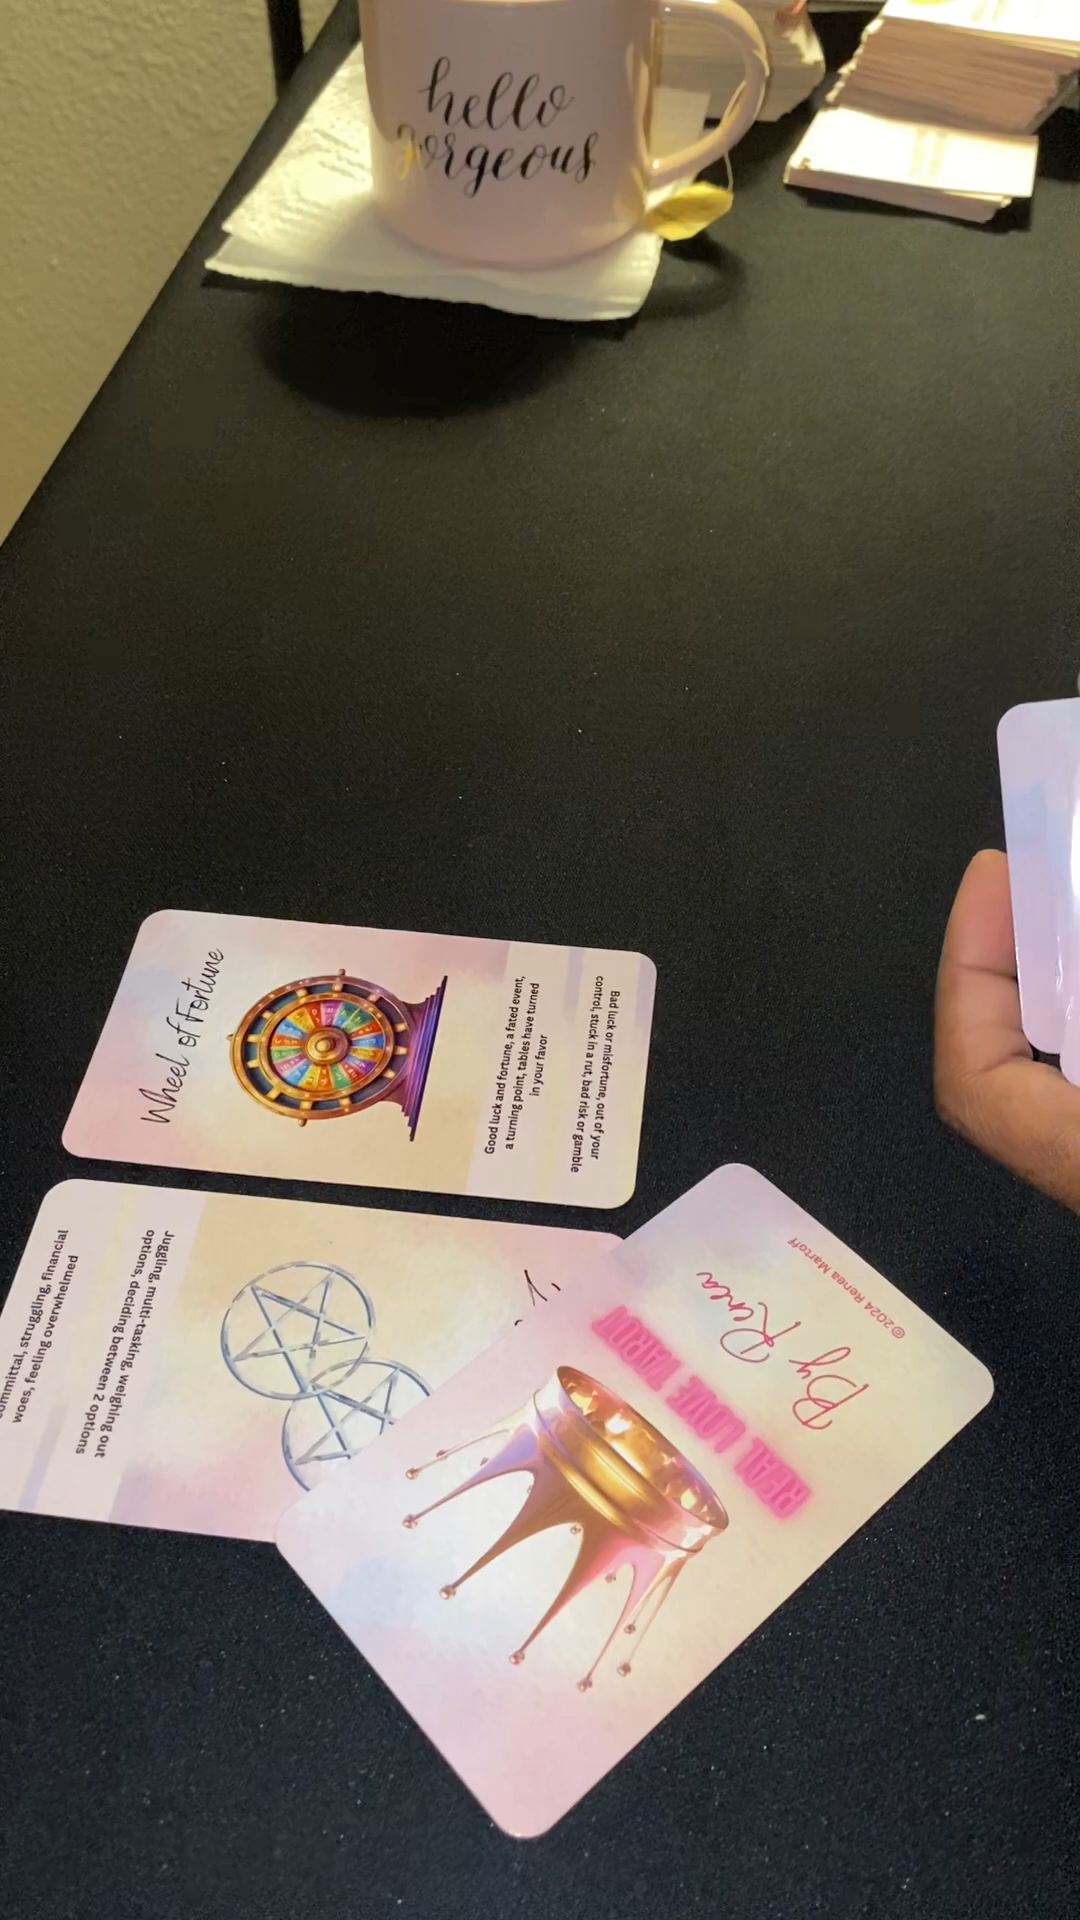 hello
gorgeous
Wheel of Fortune
Good luck and fortune, a fated event,
a turning point, tables have turned
in your favor
Bad luck or misfortune, out of your
control, stuck in a rut, bad risk or gamble
Juggling, multi-tasking, weighing out
options, deciding between 2 options
struggling, financial
woes, feeling overwhelmed
REAL LOVE TAROT
By Renea
©2024 Renea Martoff